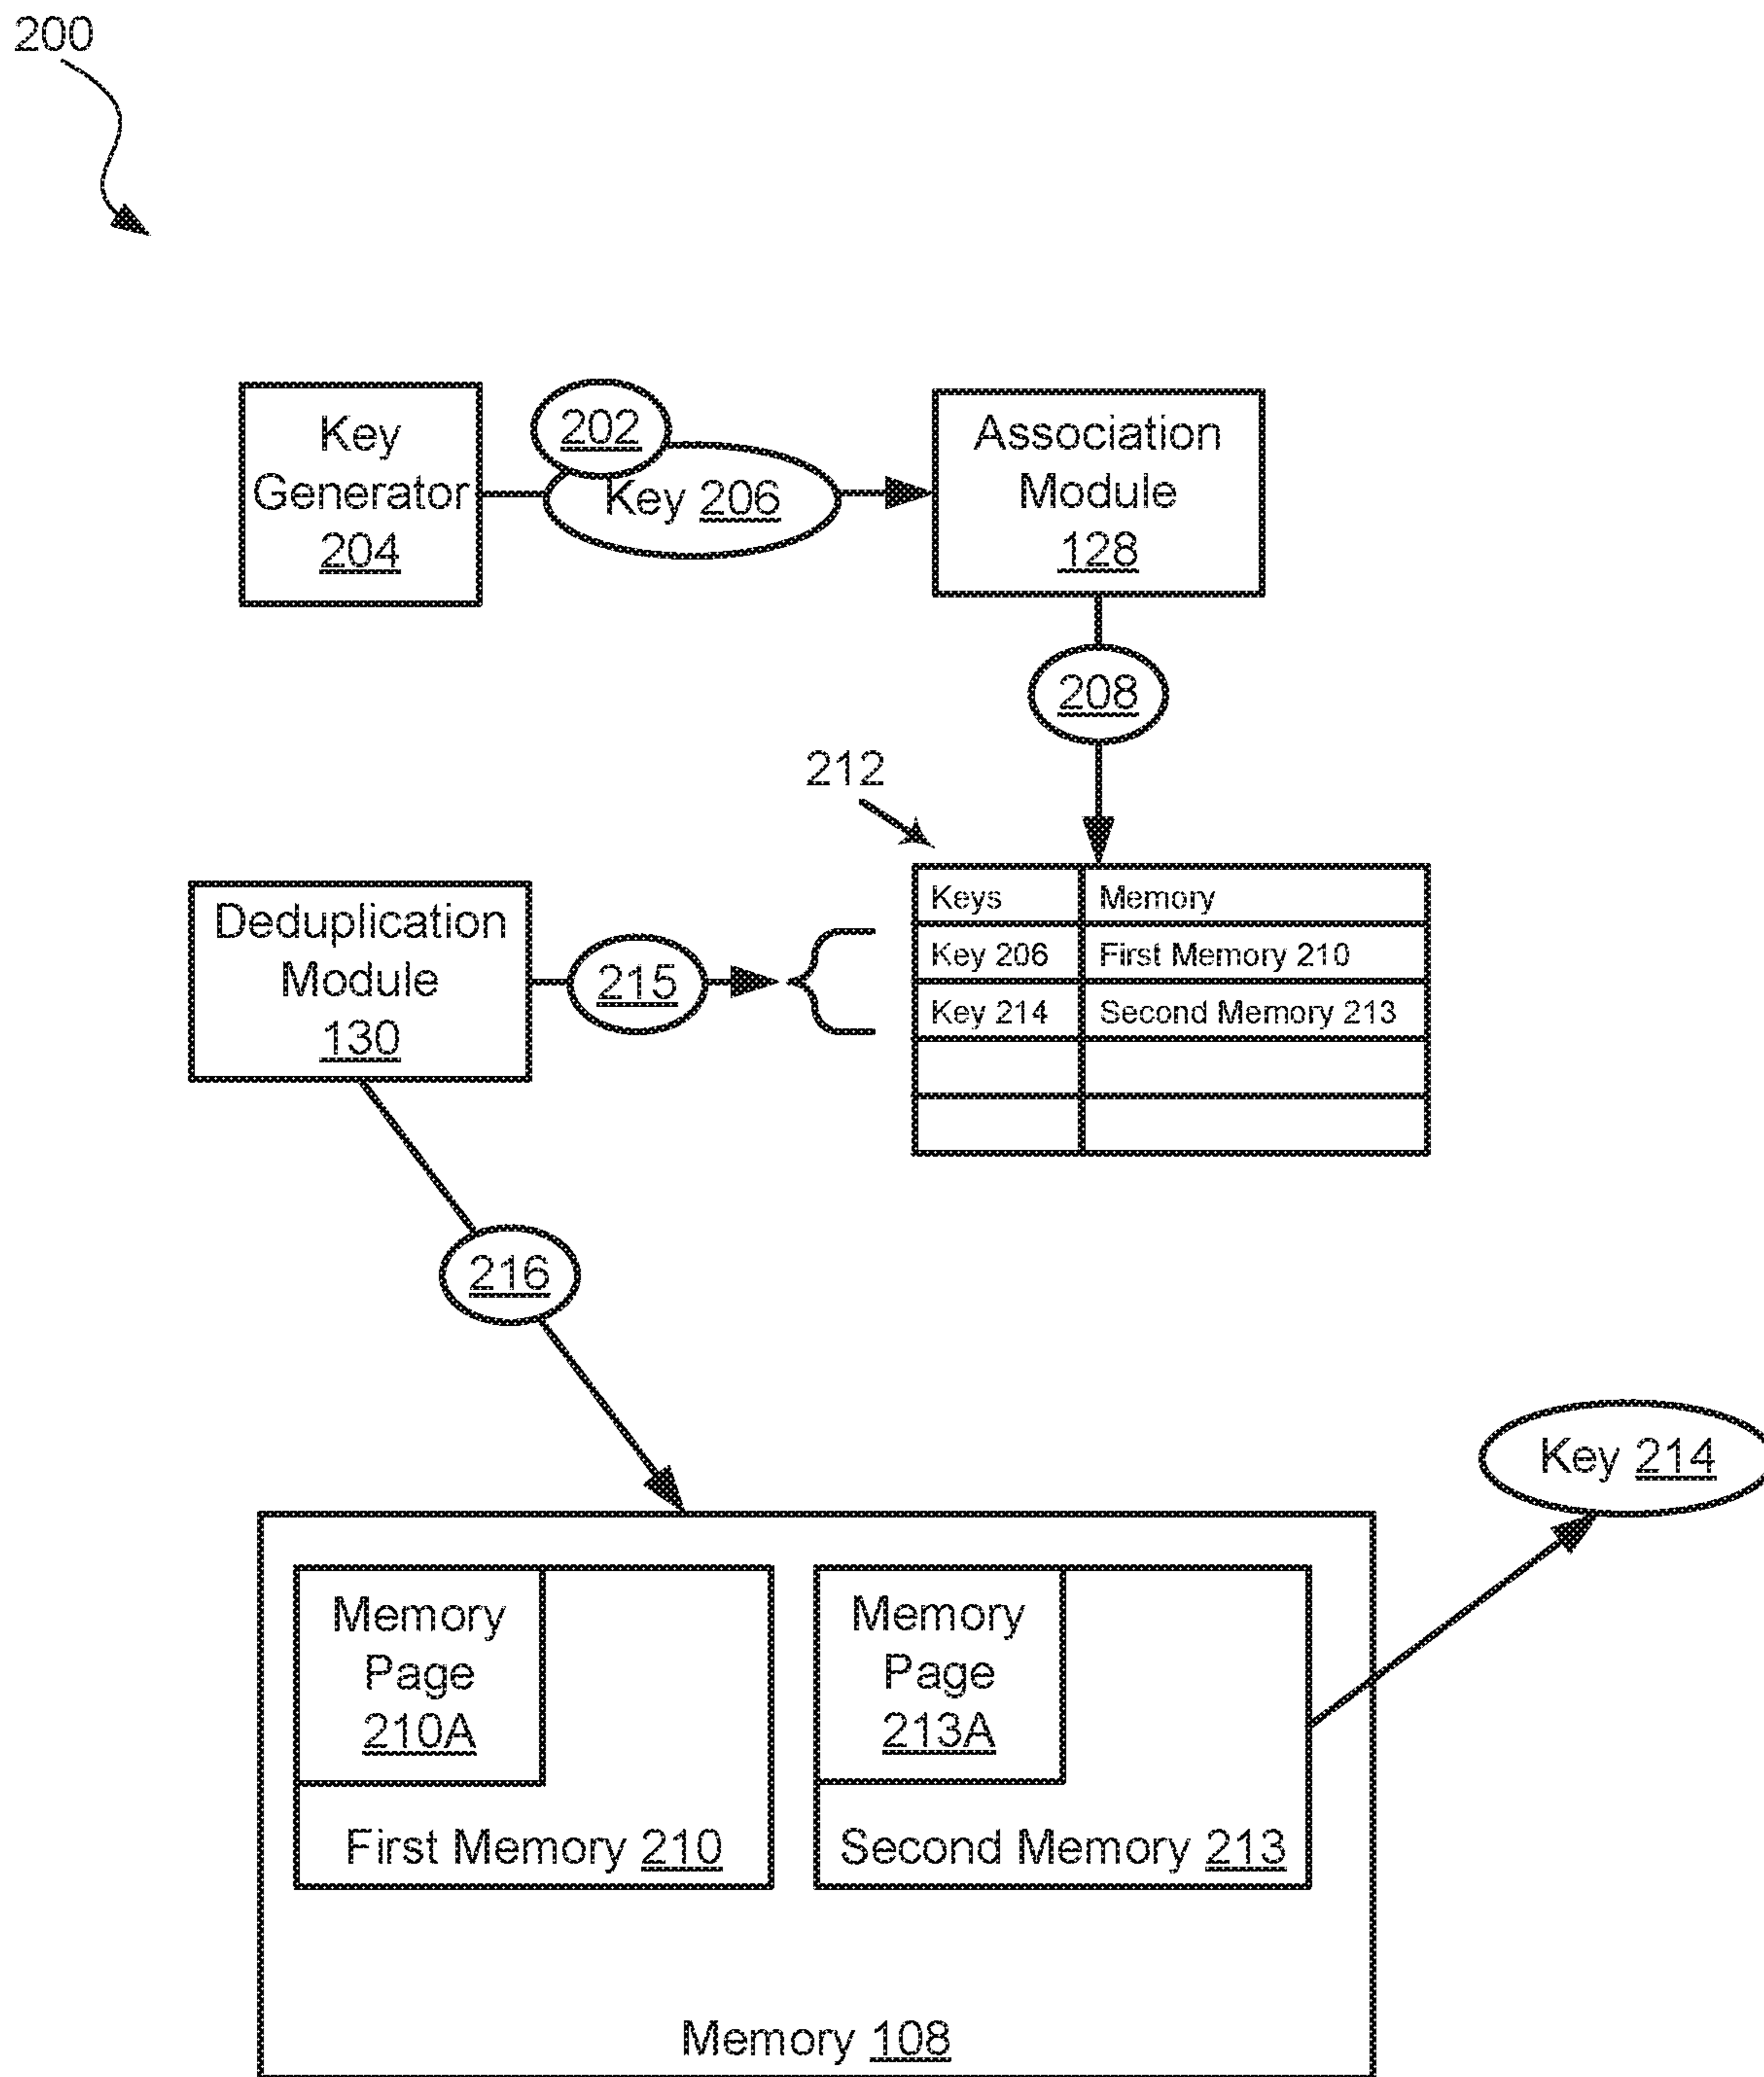 200
Key
Generator
204
202
Key 206
Association
Module
128
208
212
Keys Memory
Key 206 First Memory 210
Key 214 Second Memory 213
Deduplication
Module
130
215
216
Key 214
Memory
Page
210A
First Memory 210
Memory
Page
213A
Second Memory 213
Memory 108